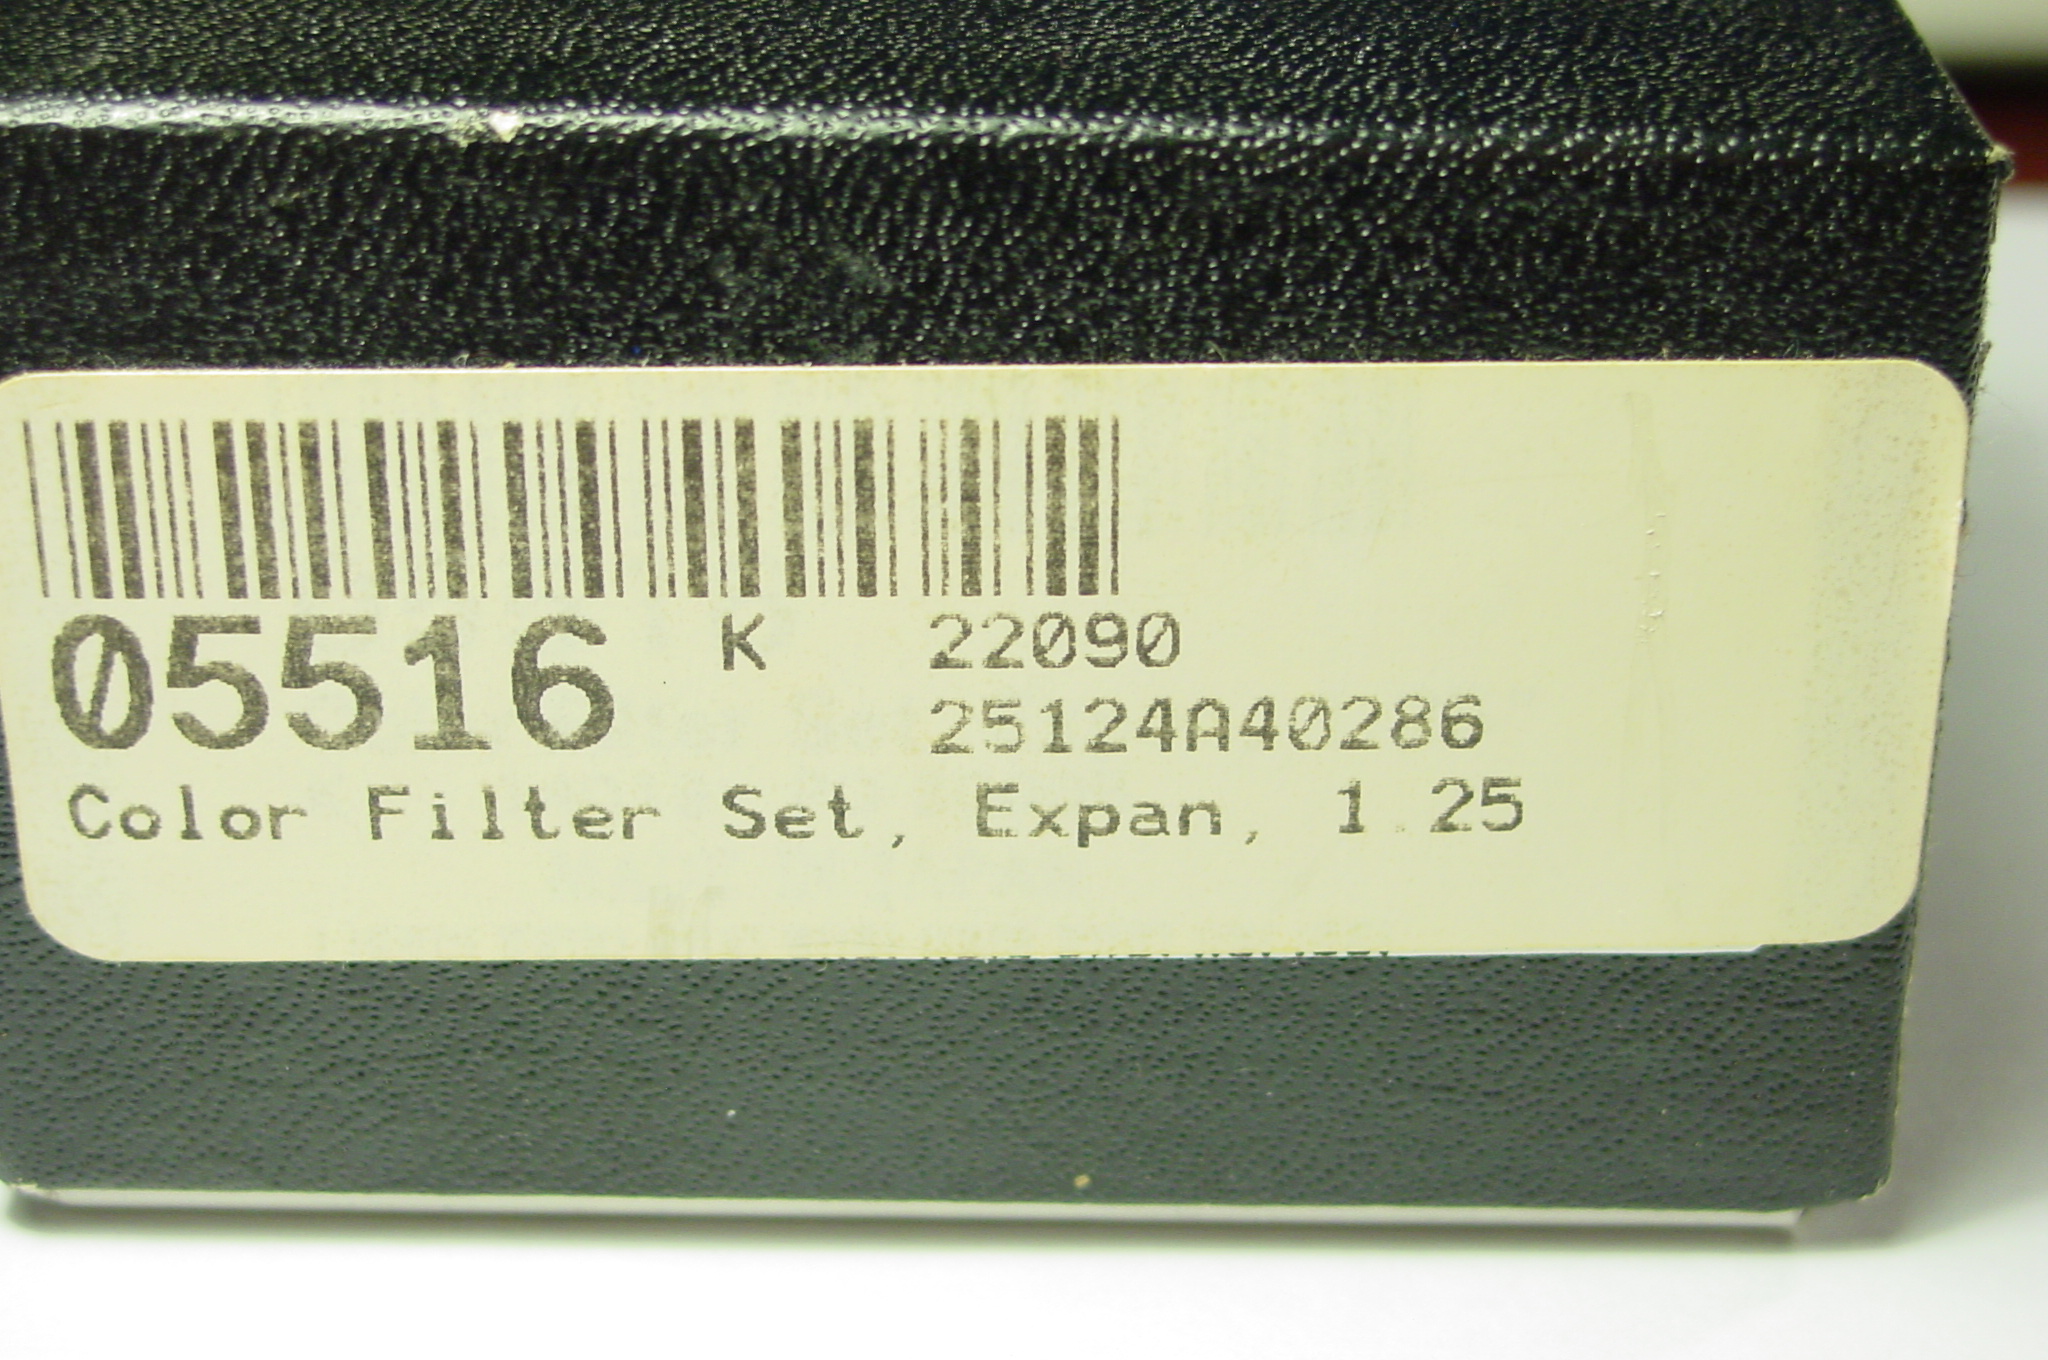 05516 K 22090
25124A40286
Color Filter Set, Expan, 1.25